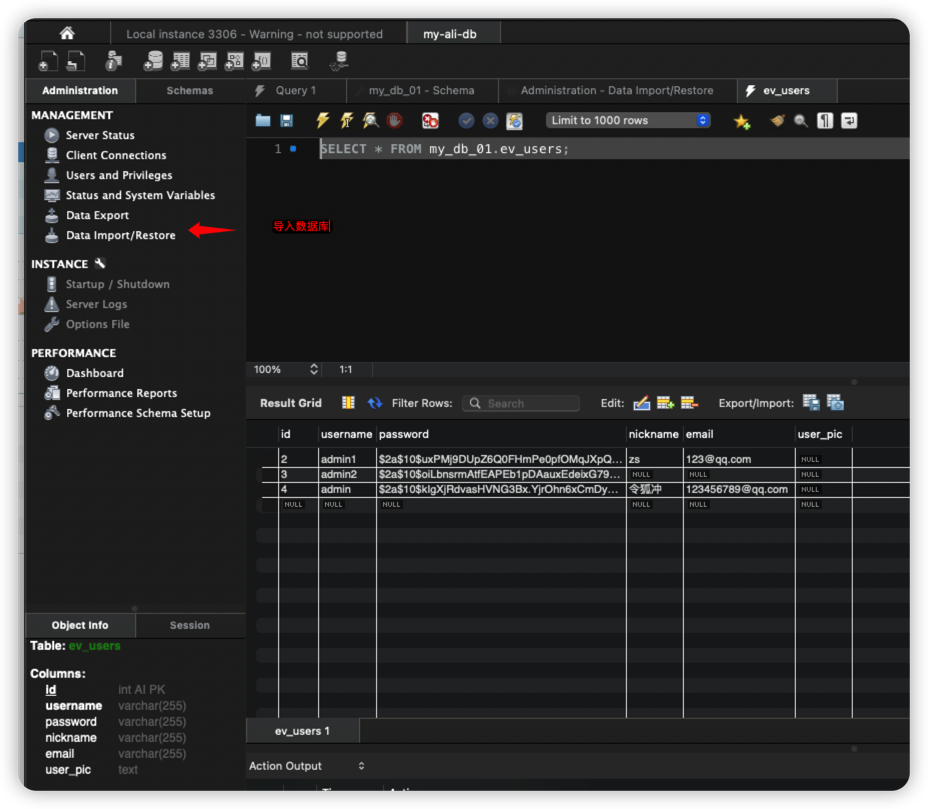 Local instance 3306 - Warning - not supported
my-ali-db
Administration
Schemas
Query 1
my_db_01 - Schema
Administration - Data Import/Restore
ev_users
MANAGEMENT
Server Status
Client Connections
Users and Privileges
Status and System Variables
Data Export
Data Import/Restore
INSTANCE
Startup / Shutdown
Server Logs
Options File
PERFORMANCE
Dashboard
Performance Reports
Performance Schema Setup
Limit to 1000 rows
1
SELECT * FROM my_db_01.ev_users;
导入数据库
100%
1:1
Result Grid
Filter Rows:
Search
Edit:
Export/Import:
id username password nickname email user_pic
2 admin1 $2a$10$uxPMj9DUpZ6Q0FHmPe0pfOMqJXpQ... zs 123@qq.com NULL
3 admin2 $2a$10$oiLbnsrmAtfEAPEb1pDAauxEdeixG79... NULL NULL NULL
4 admin $2a$10$kIgXjRdvasHVNG3Bx.YjrOhn6xCmDy... 令狐冲 123456789@qq.com NULL
NULL NULL NULL NULL NULL NULL
Object Info
Session
Table: ev_users
Columns:
id int AI PK
username varchar(255)
password varchar(255)
nickname varchar(255)
email varchar(255)
user_pic text
ev_users 1
Action Output